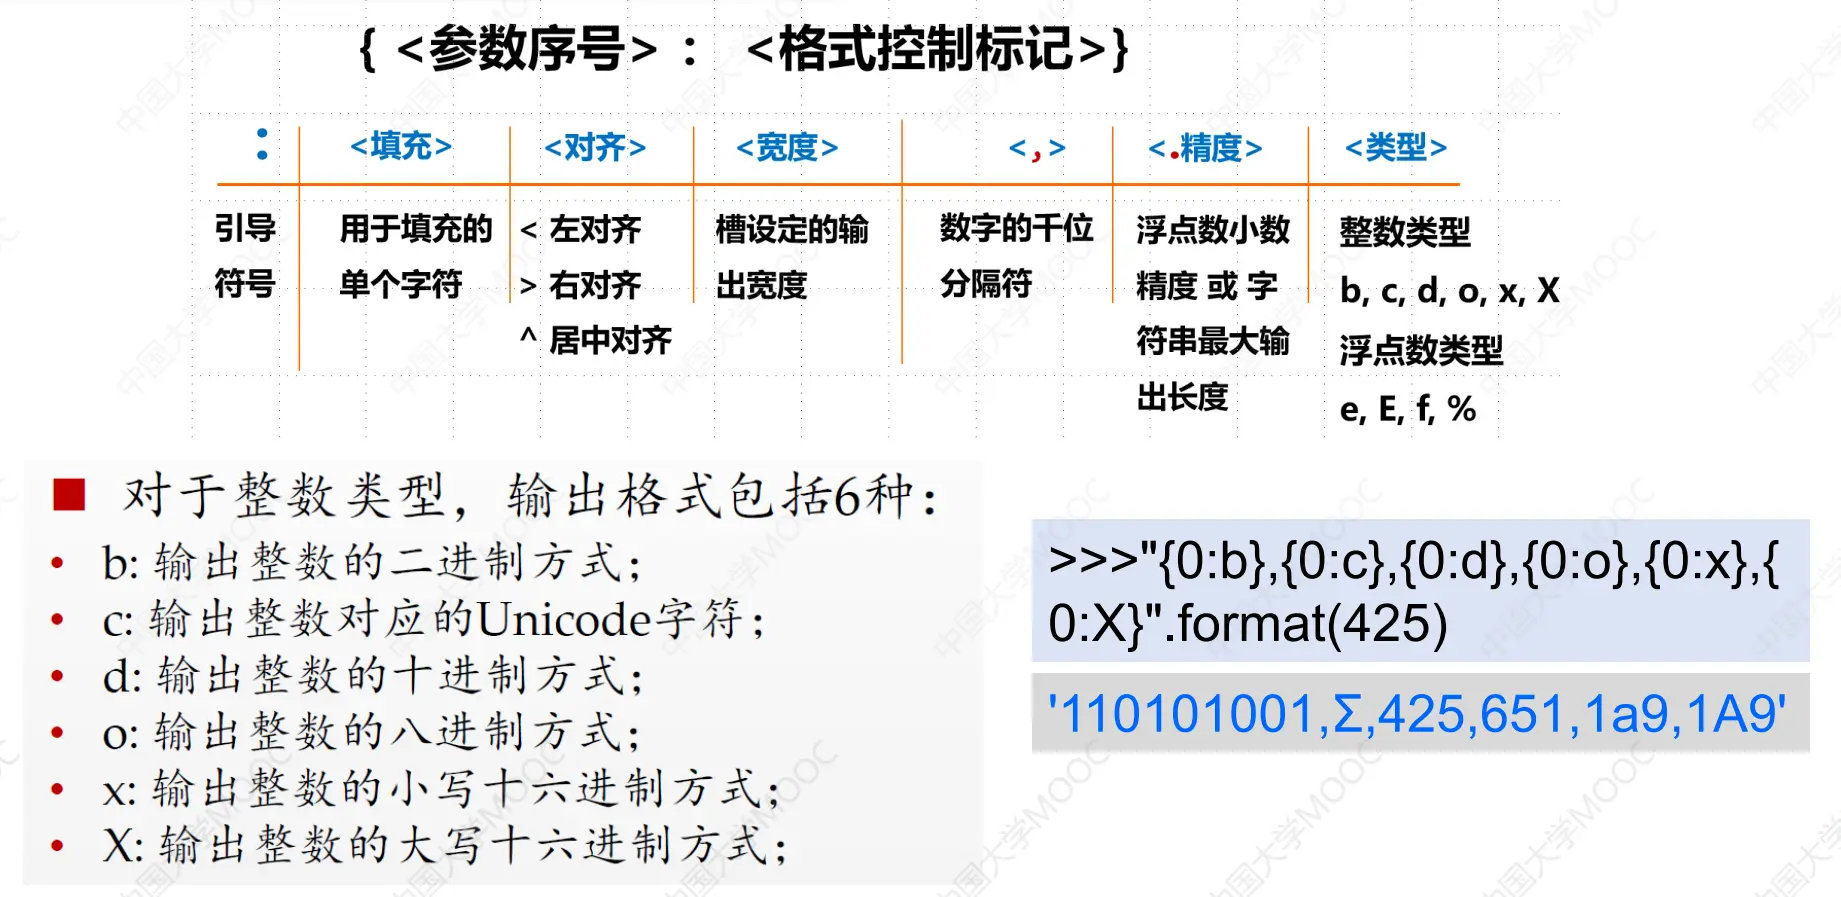 { <参数序号> : <格式控制标记>}
: <填充> <对齐> <宽度> <,> <.精度> <类型>
引导 用于填充的 < 左对齐 槽设定的输 数字的千位 浮点数小数 整数类型
符号 单个字符 > 右对齐 出宽度 分隔符 精度 或 字 b, c, d, o, x, X
^ 居中对齐 符串最大输 浮点数类型
出长度 e, E, f, %
■ 对于整数类型，输出格式包括6种：
• b: 输出整数的二进制方式；
• c: 输出整数对应的Unicode字符；
• d: 输出整数的十进制方式；
• o: 输出整数的八进制方式；
• x: 输出整数的小写十六进制方式；
• X: 输出整数的大写十六进制方式；
>>>"{0:b},{0:c},{0:d},{0:o},{0:x},{
0:X}".format(425)
'110101001,Σ,425,651,1a9,1A9'
中国大学MOOC